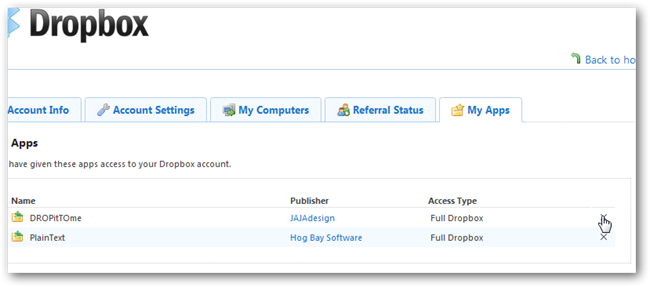 Dropbox
Back to ho
Account Info Account Settings My Computers Referral Status My Apps
Apps
have given these apps access to your Dropbox account.
Name Publisher Access Type
DROPitTOme JAJAdesign Full Dropbox
PlainText Hog Bay Software Full Dropbox